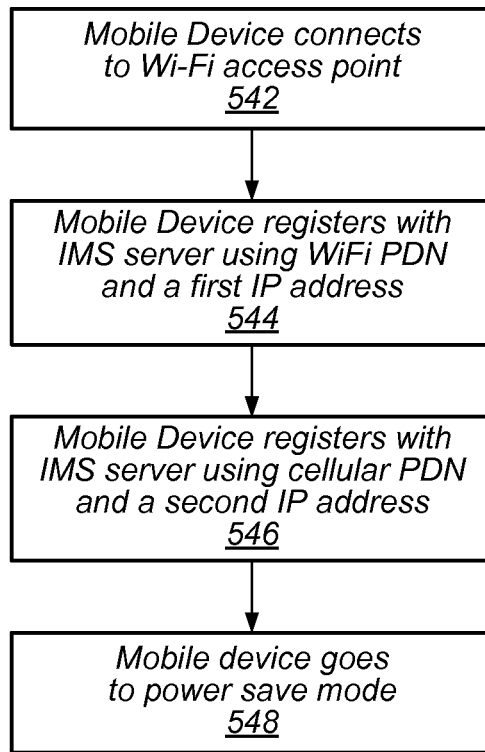 Mobile Device connects
to Wi-Fi access point
542
Mobile Device registers with
IMS server using WiFi PDN
and a first IP address
544
Mobile Device registers with
IMS server using cellular PDN
and a second IP address
546
Mobile device goes
to power save mode
548